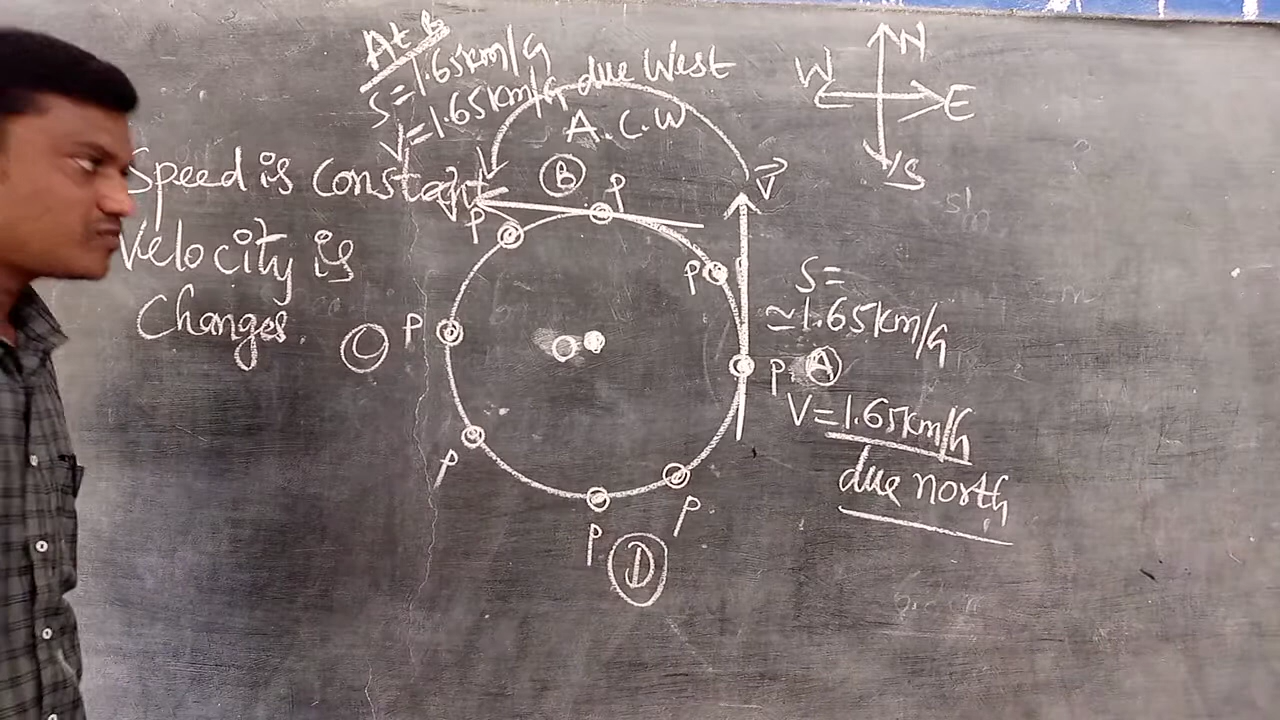 At B
S=1.65km/h
V=1.65km/h due west
A.C.W
N
W
E
S
Speed is Constant
Velocity is
Changes.
B
P
V
P
P
S=
≃1.65km/h
P
O
P A
V=1.65km/h
due north
P
P
P
D